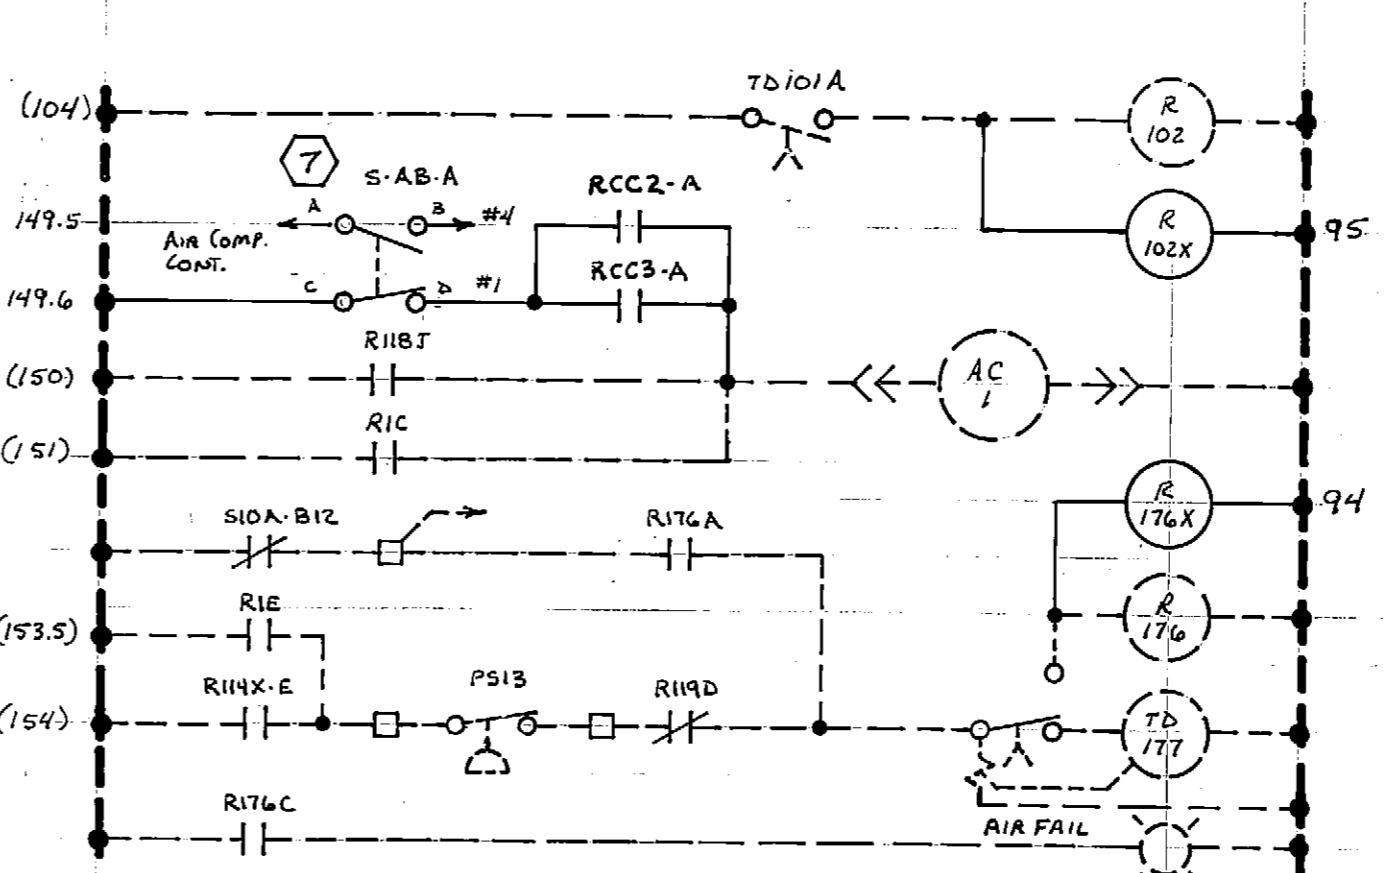 TD101A
(104)
R
102
7
S-AB-A
RCC2-A
A
B
#4
149.5
AIR COMP.
CONT.
R
102X
95
RCC3-A
C
D
#1
149.6
R118J
(150)
AC
1
R1C
(151)
R
176X
94
S10A-B12
R176A
R1E
(153.5)
R
176
R114X-E
PS13
R119D
(154)
TD
177
R176C
AIR FAIL